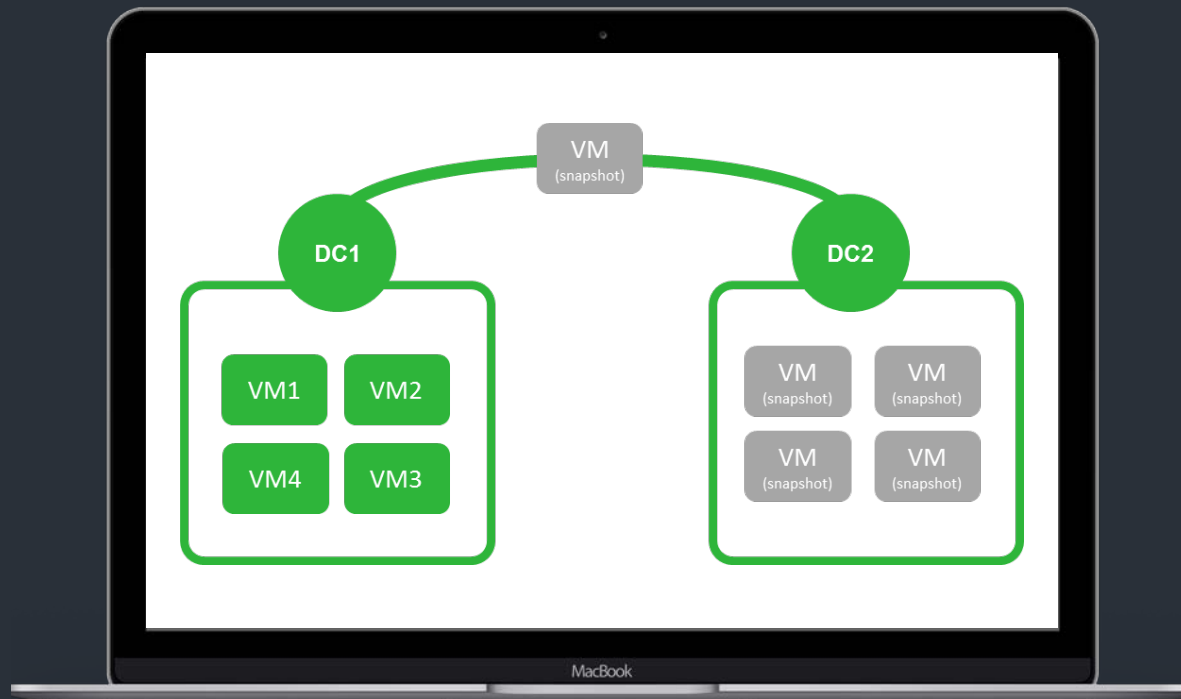 VM
(snapshot)
DC1
DC2
VM1
VM2
VM4
VM3
VM
(snapshot)
VM
(snapshot)
VM
(snapshot)
VM
(snapshot)
MacBook